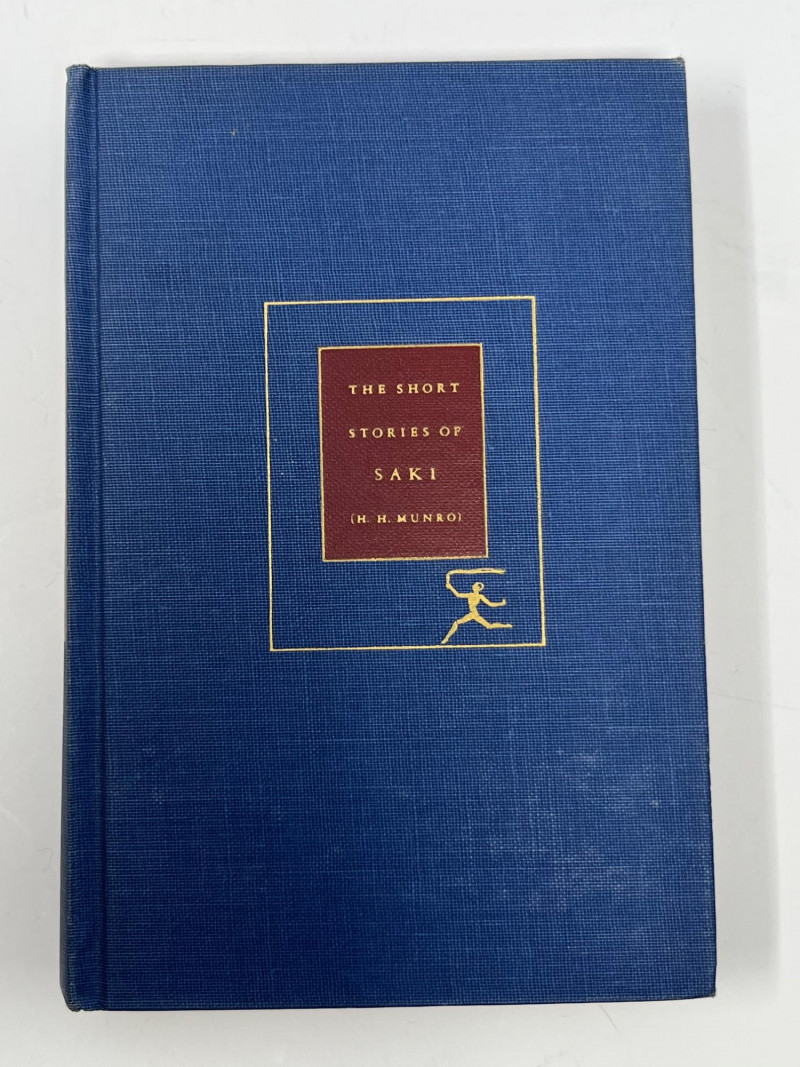 THE SHORT
STORIES OF
SAKI
(H. H. MUNRO)